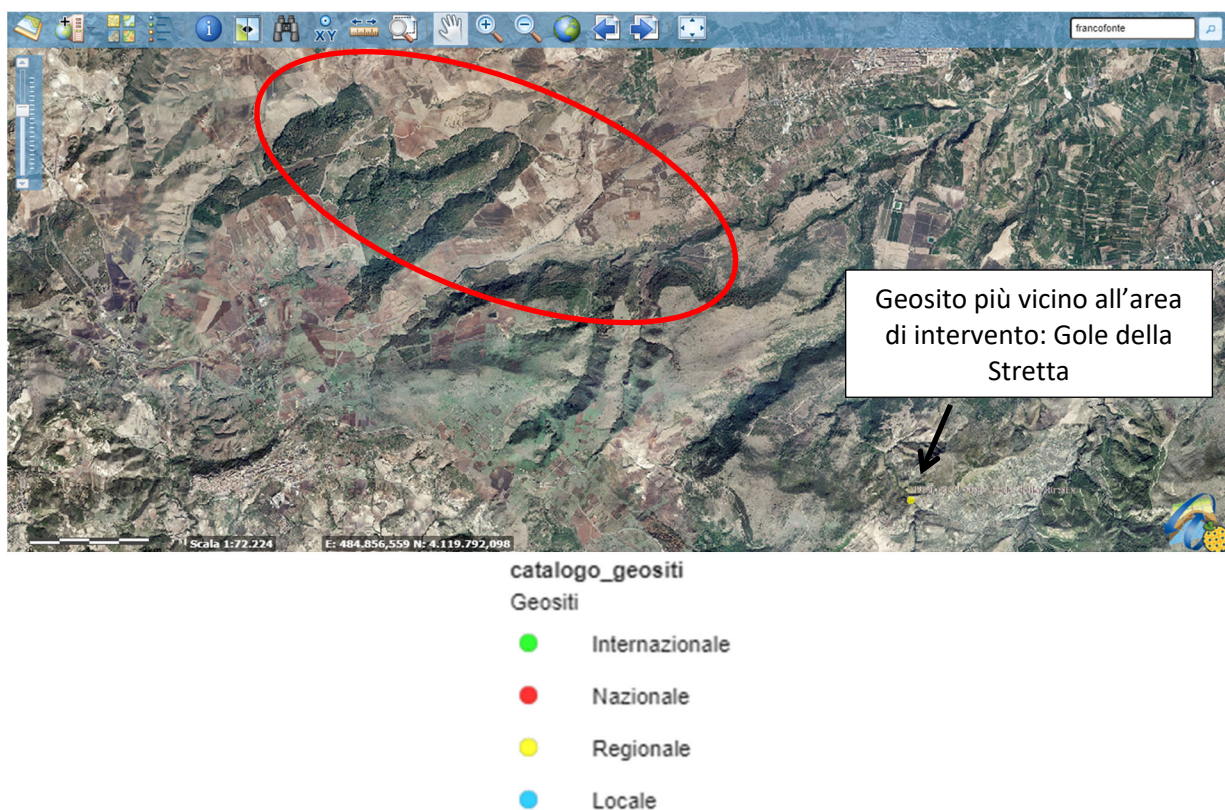 XY
francofonte
Geosito più vicino all’area
di intervento: Gole della
Stretta
Scala 1:72.224
E: 484.856,559 N: 4.119.792,098
catalogo_geositi
Geositi
Internazionale
Nazionale
Regionale
Locale